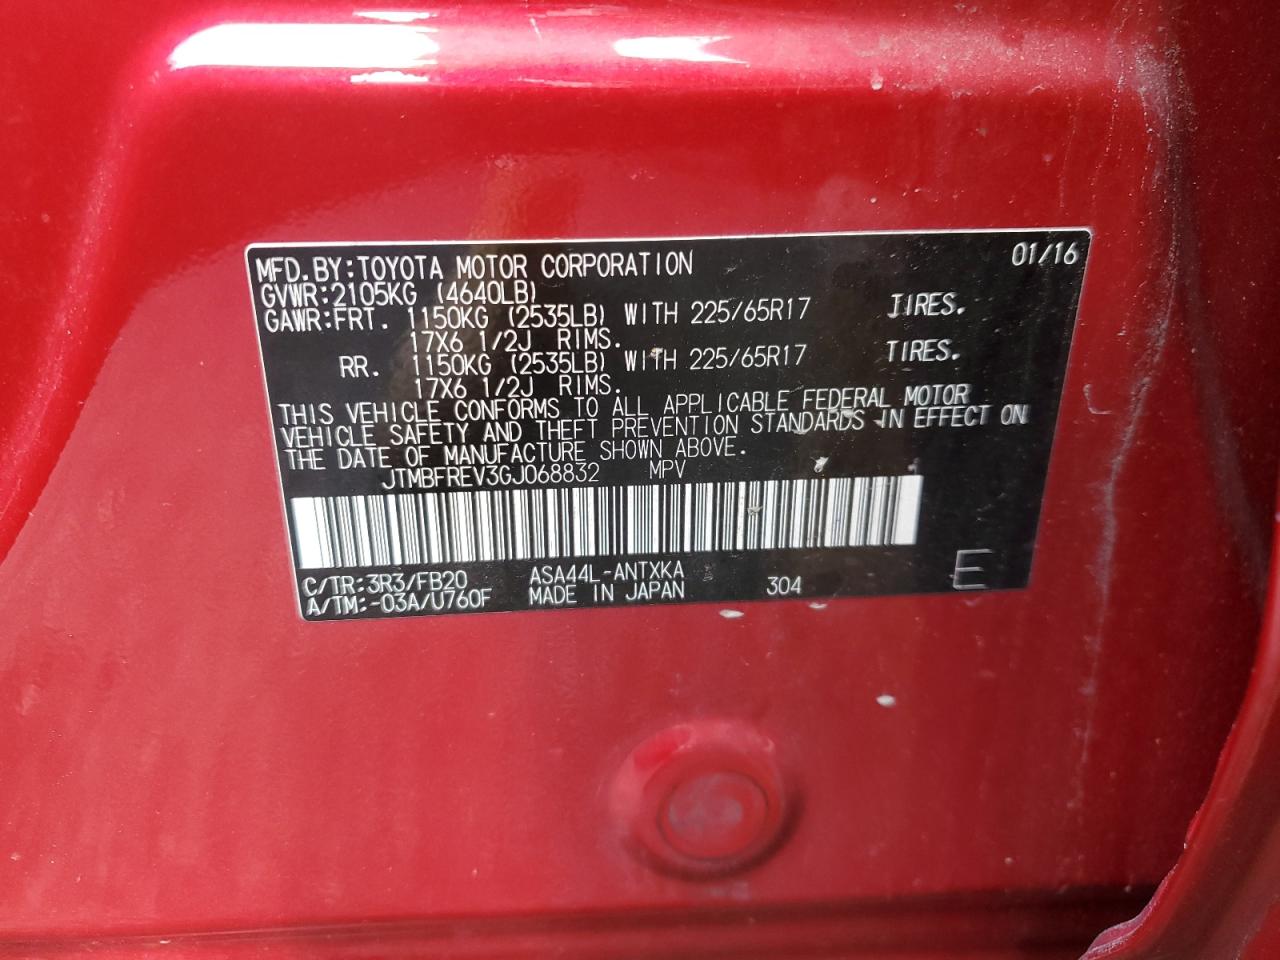 MFD.BY:TOYOTA MOTOR CORPORATION 01/16
GVWR:2105KG (4640LB)
GAWR:FRT. 1150KG (2535LB) WITH 225/65R17 TIRES.
17X6 1/2J RIMS.
RR. 1150KG (2535LB) WITH 225/65R17 TIRES.
17X6 1/2J RIMS.
THIS VEHICLE CONFORMS TO ALL APPLICABLE FEDERAL MOTOR
VEHICLE SAFETY AND THEFT PREVENTION STANDARDS IN EFFECT ON
THE DATE OF MANUFACTURE SHOWN ABOVE.
JTMBFREV3GJ068832 MPV
C/TR:3R3/FB20 ASA44L-ANTXKA 304 E
A/TM:-03A/U760F MADE IN JAPAN